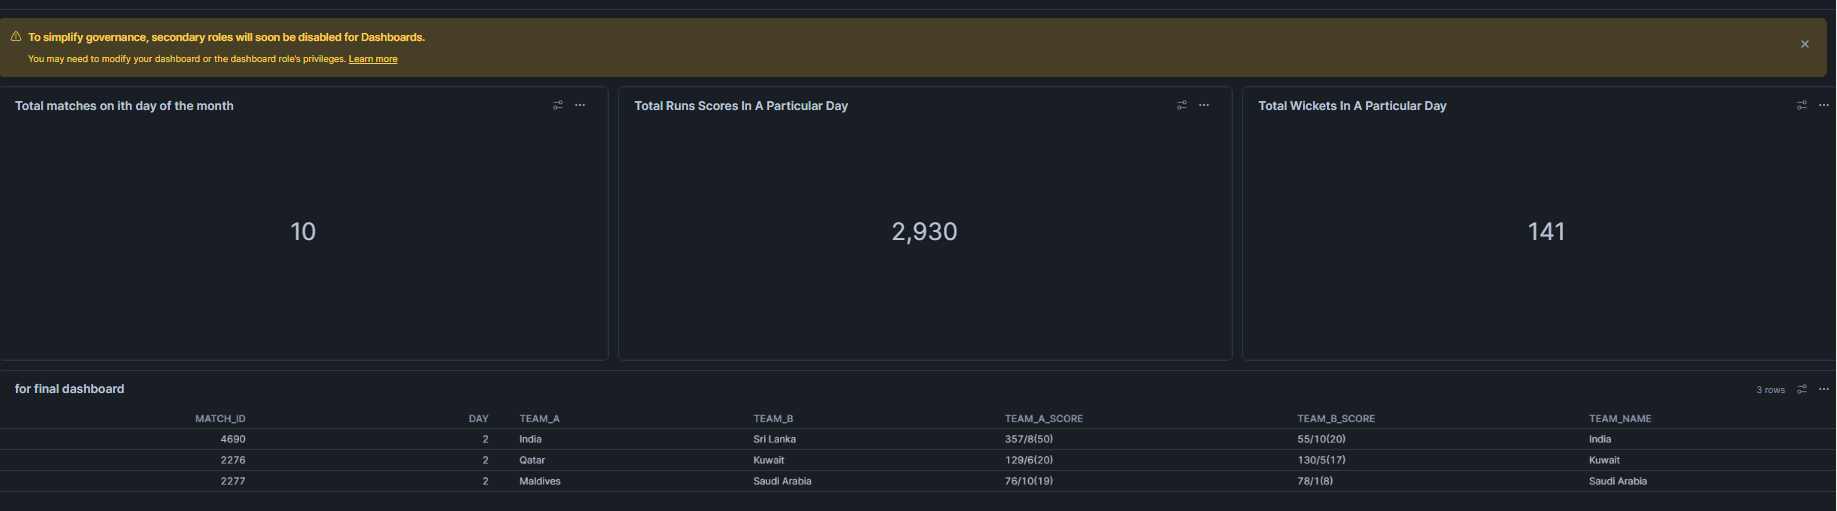 To simplify governance, secondary roles will soon be disabled for Dashboards.
You may need to modify your dashboard or the dashboard role's privileges. Learn more
Total matches on ith day of the month
Total Runs Scores In A Particular Day
Total Wickets In A Particular Day
10
2,930
141
for final dashboard
3 rows
MATCH_ID DAY TEAM_A TEAM_B TEAM_A_SCORE TEAM_B_SCORE TEAM_NAME
4690 2 India Sri Lanka 357/8(50) 55/10(20) India
2276 2 Qatar Kuwait 129/6(20) 130/5(17) Kuwait
2277 2 Maldives Saudi Arabia 76/10(19) 78/1(8) Saudi Arabia